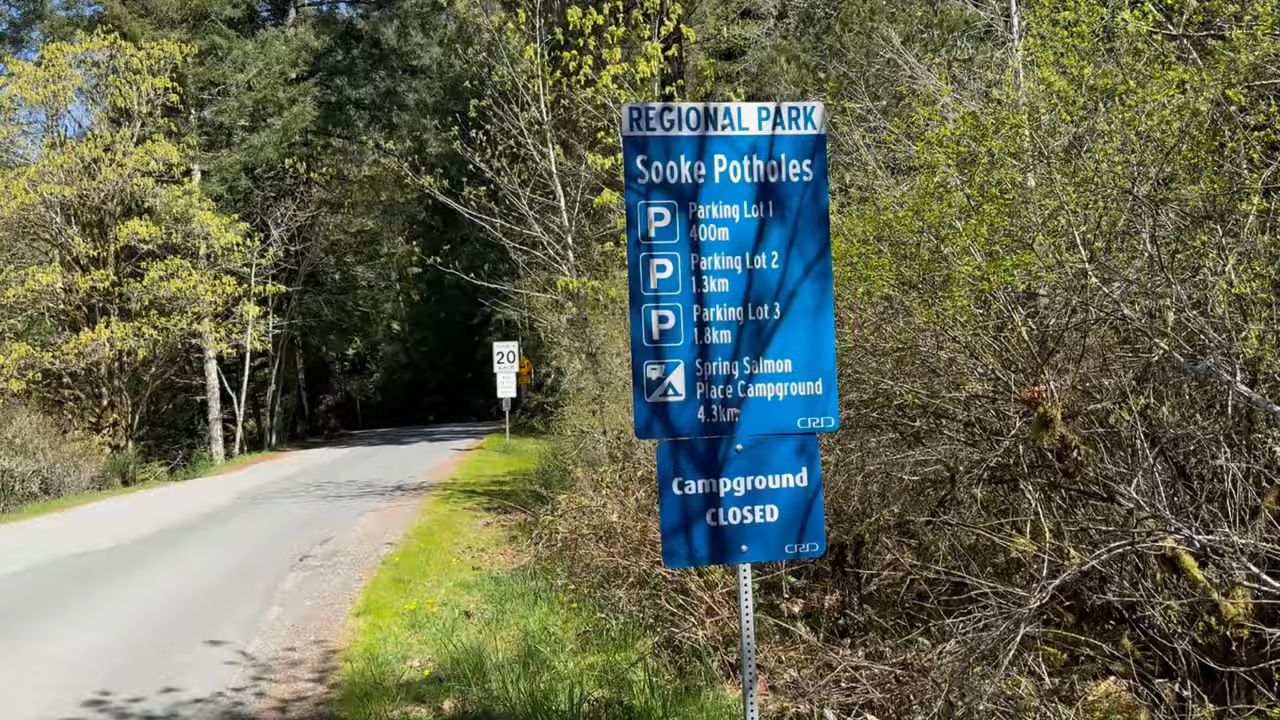 REGIONAL PARK
Sooke Potholes
P
Parking Lot 1
400m
P
Parking Lot 2
1.3km
P
Parking Lot 3
1.8km
Spring Salmon
Place Campground
4.3km
CRD
Campground
CLOSED
CRD
20